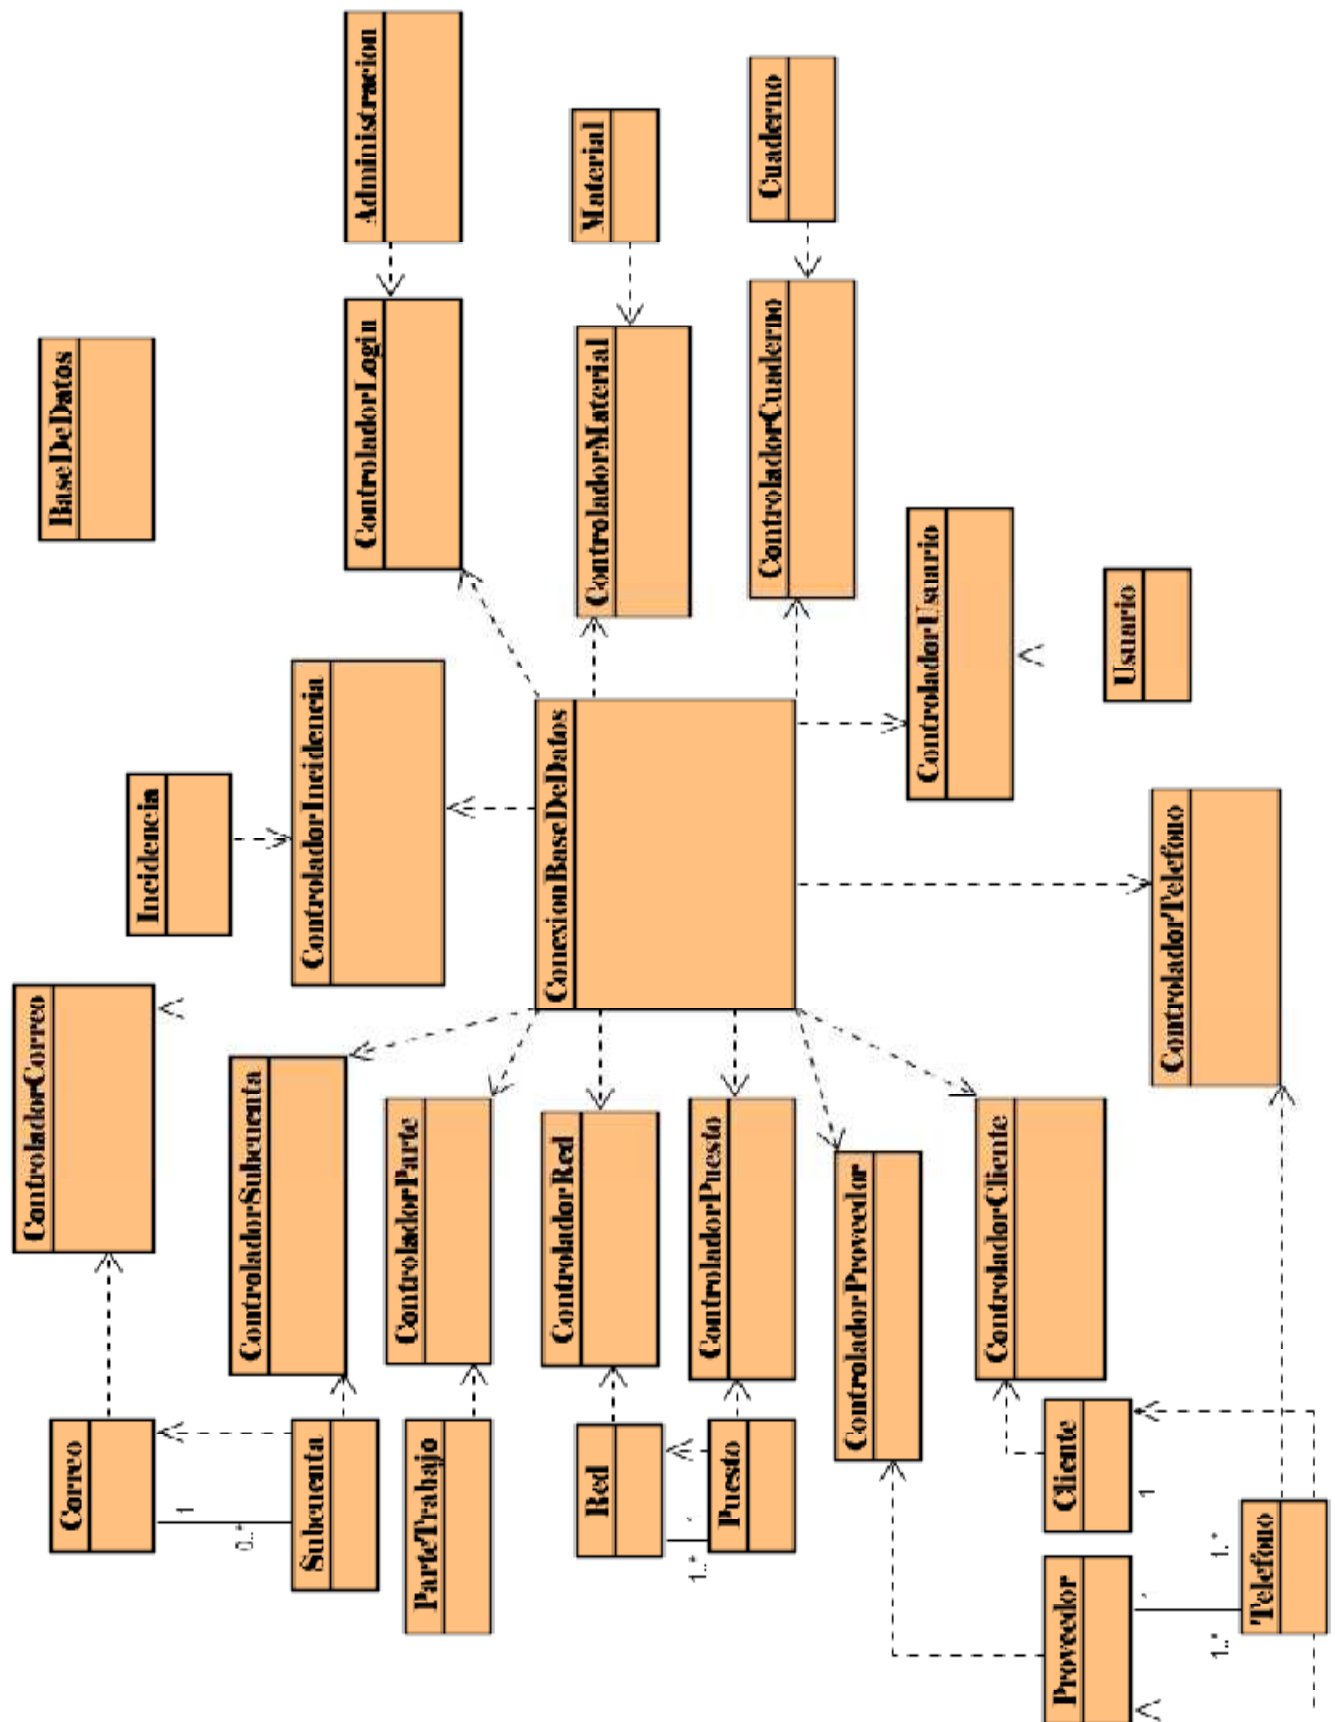 BaseDeDatos
Administracion
ControladorLogin
Material
ControladorMaterial
Cuaderno
ControladorCuaderno
ControladorUsuario
Usuario
Incidencia
ControladorIncidencia
ConexionBaseDeDatos
ControladorTelefono
ControladorCorreo
ControladorSubcuenta
ControladorParte
ControladorRed
ControladorPuesto
ControladorProveedor
ControladorCliente
Correo
1
0..*
Subcuenta
ParteTrabajo
Red
1..*
Puesto
Cliente
1
1..*
Proveedor
1..*
Telefono